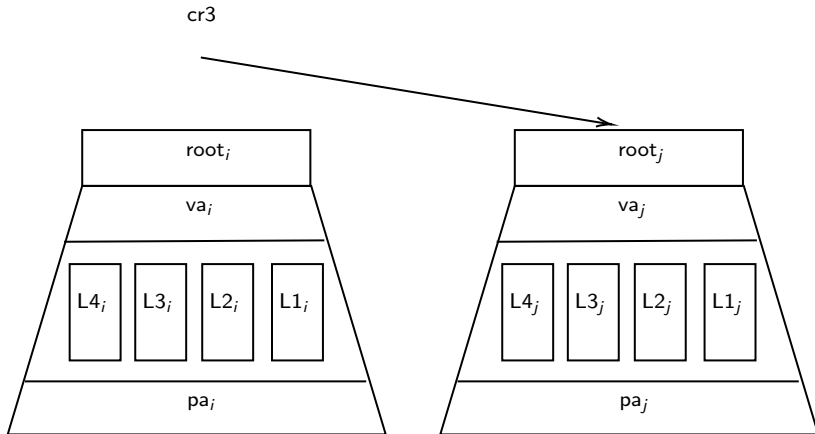 cr3
root_i root_j
va_i va_j
L4_i L3_i L2_i L1_i L4_j L3_j L2_j L1_j
pa_i pa_j